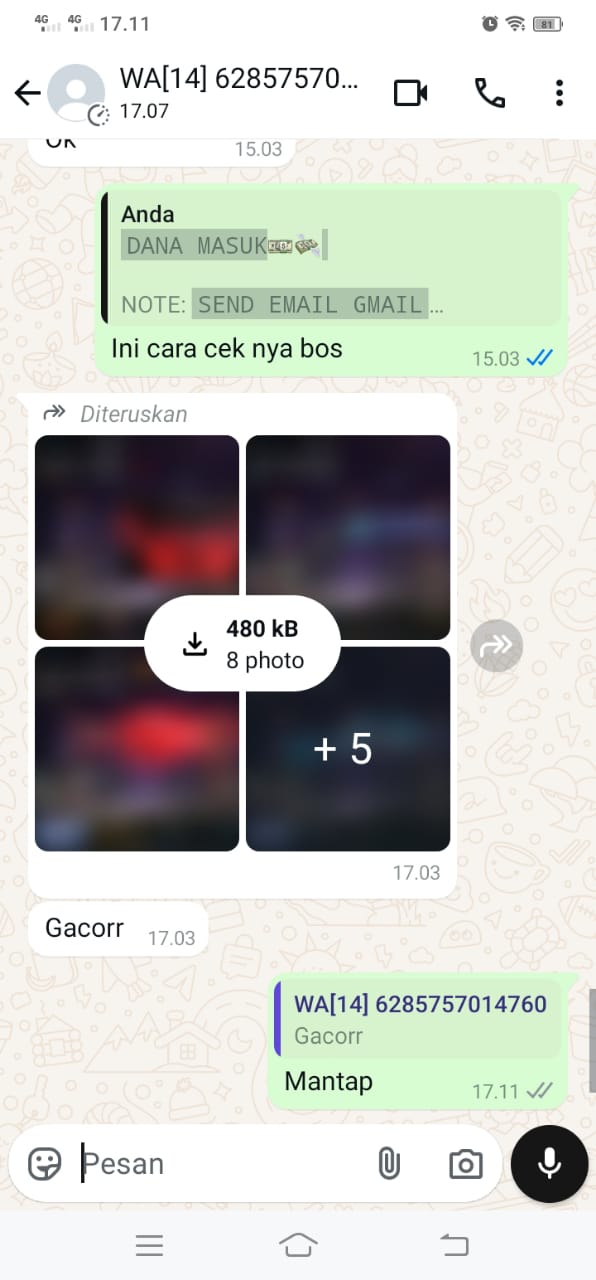 4G 4G 17.11 81
WA[14] 62857570...
17.07
15.03
Anda
DANA MASUK💵💸
NOTE: SEND EMAIL GMAIL...
Ini cara cek nya bos
15.03
Diteruskan
480 kB
8 photo
+ 5
17.03
Gacorr
17.03
WA[14] 6285757014760
Gacorr
Mantap
17.11
Pesan